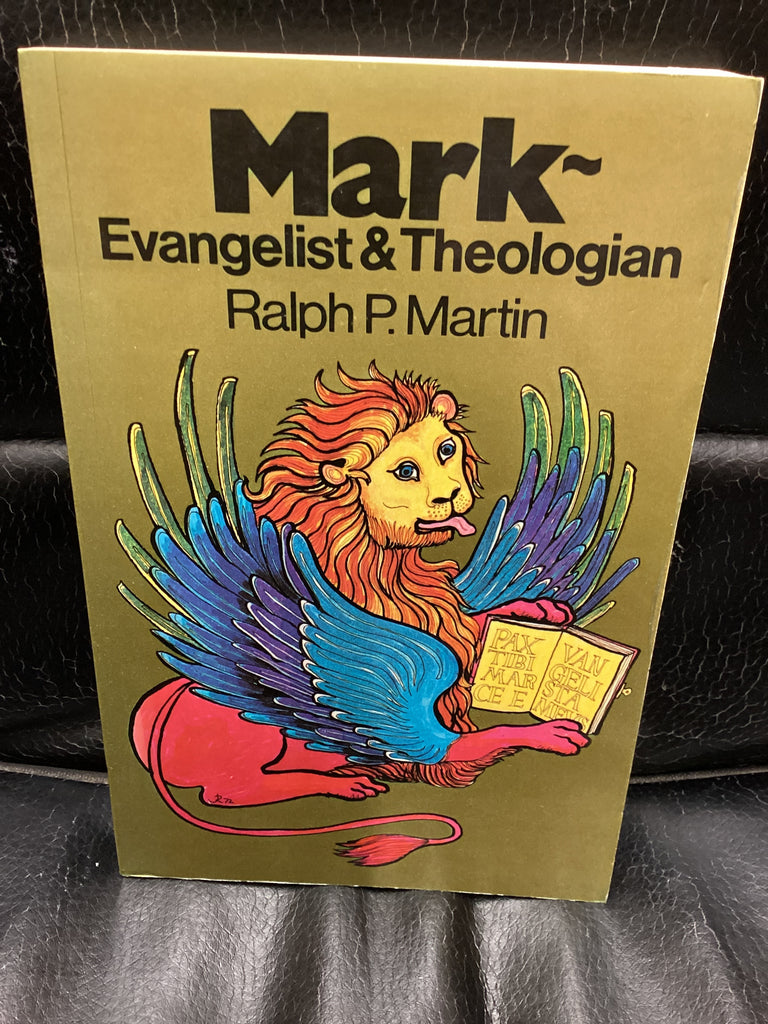 Mark~
Evangelist & Theologian
Ralph P. Martin
PAX
TIBI
MAR
CE E
VAN
GELI
STA
MEUS